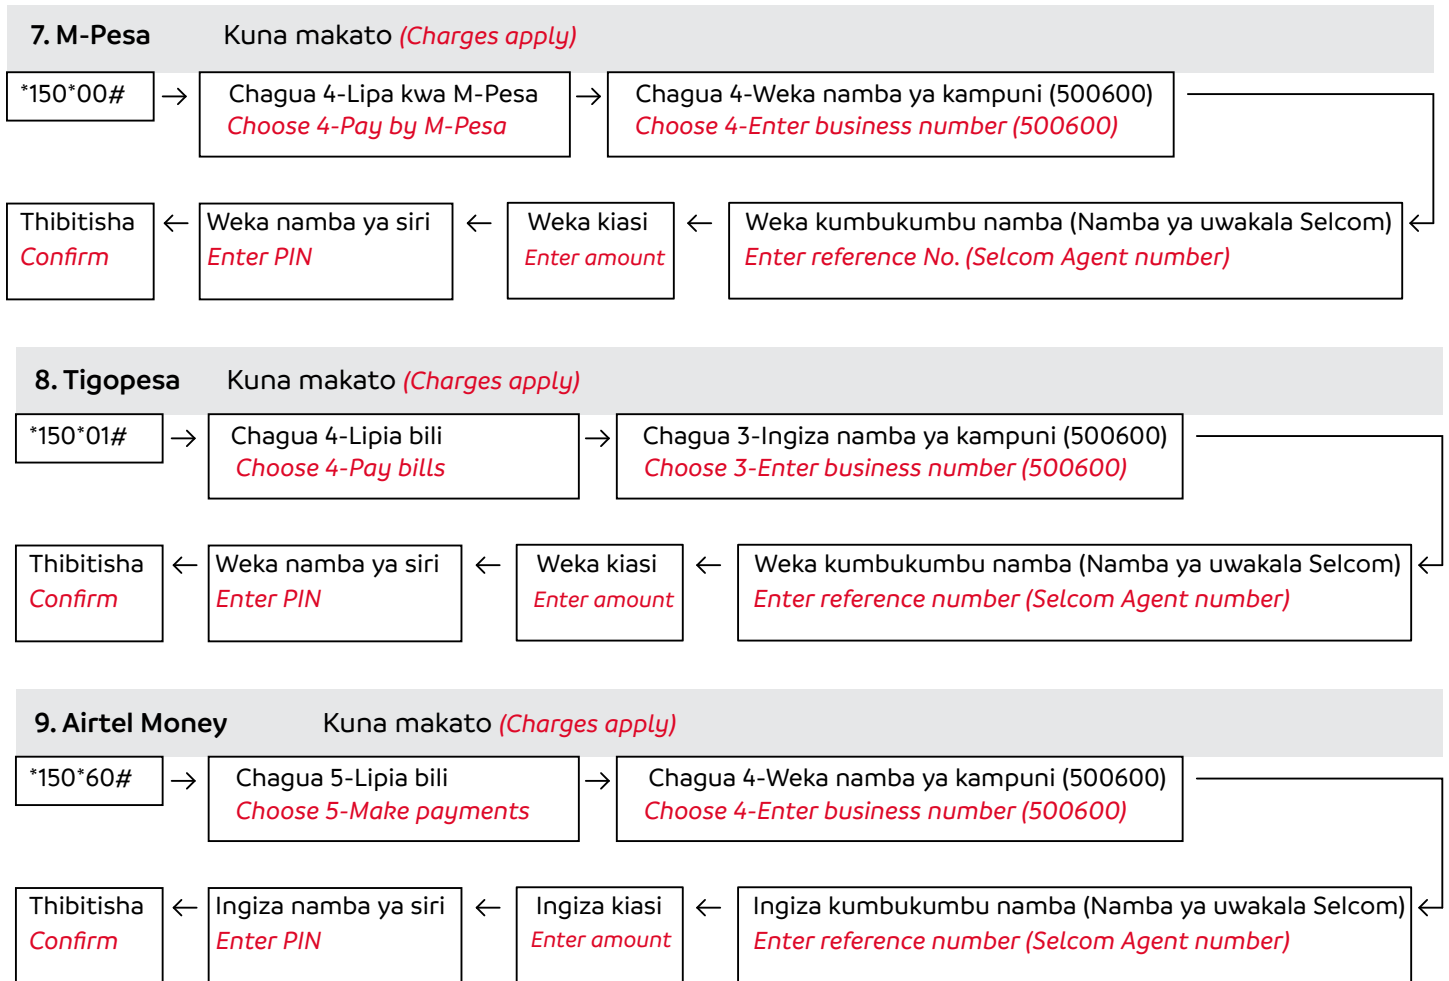 7. M-Pesa Kuna makato (Charges apply)
*150*00# → Chagua 4-Lipa kwa M-Pesa → Chagua 4-Weka namba ya kampuni (500600)
Choose 4-Pay by M-Pesa Choose 4-Enter business number (500600)
Thibitisha ← Weka namba ya siri ← Weka kiasi ← Weka kumbukumbu namba (Namba ya uwakala Selcom) ←
Confirm Enter PIN Enter amount Enter reference No. (Selcom Agent number)
8. Tigopesa Kuna makato (Charges apply)
*150*01# → Chagua 4-Lipia bili → Chagua 3-Ingiza namba ya kampuni (500600)
Choose 4-Pay bills Choose 3-Enter business number (500600)
Thibitisha ← Weka namba ya siri ← Weka kiasi ← Weka kumbukumbu namba (Namba ya uwakala Selcom) ←
Confirm Enter PIN Enter amount Enter reference number (Selcom Agent number)
9. Airtel Money Kuna makato (Charges apply)
*150*60# → Chagua 5-Lipia bili → Chagua 4-Weka namba ya kampuni (500600)
Choose 5-Make payments Choose 4-Enter business number (500600)
Thibitisha ← Ingiza namba ya siri ← Ingiza kiasi ← Ingiza kumbukumbu namba (Namba ya uwakala Selcom) ←
Confirm Enter PIN Enter amount Enter reference number (Selcom Agent number)